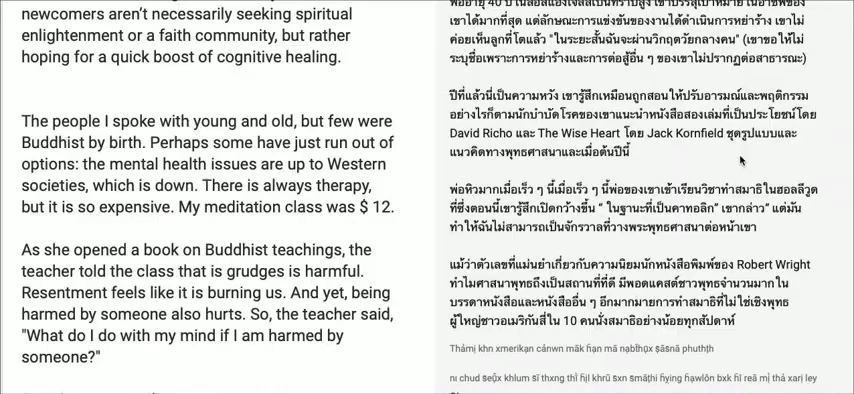 newcomers aren't necessarily seeking spiritual
enlightenment or a faith community, but rather
hoping for a quick boost of cognitive healing.
The people I spoke with young and old, but few were
Buddhist by birth. Perhaps some have just run out of
options: the mental health issues are up to Western
societies, which is down. There is always therapy,
but it is so expensive. My meditation class was $ 12.
As she opened a book on Buddhist teachings, the
teacher told the class that is grudges is harmful.
Resentment feels like it is burning us. And yet, being
harmed by someone also hurts. So, the teacher said,
"What do I do with my mind if I am harmed by
someone?"
เขาได้มากที่สุด แต่ลักษณะการแข่งขันของงานได้ดำเนินการหย่าร้าง เขาไม่
ค่อยเห็นลูกที่โตแล้ว "ในระยะสั้นฉันจะผ่านวิกฤตวัยกลางคน" (เขาขอให้ไม่
ระบุชื่อเพราะการหย่าร้างและการต่อสู้อื่น ๆ ของเขาไม่ปรากฏต่อสาธารณะ)
ปีที่แล้วนี่เป็นความหวัง เขารู้สึกเหมือนถูกสอนให้ปรับอารมณ์และพฤติกรรม
อย่างไรก็ตามนักบำบัดโรคของเขาแนะนำหนังสือสองเล่มที่เป็นประโยชน์โดย
David Richo และ The Wise Heart โดย Jack Kornfield ชุดรูปแบบและ
แนวคิดทางพุทธศาสนาและเมื่อต้นปีนี้
พ่อหิวมากเมื่อเร็ว ๆ นี้เมื่อเร็ว ๆ นี้พ่อของเขาเข้าเรียนวิชาทำสมาธิในฮอลลีวูด
ที่ซึ่งตอนนี้เขารู้สึกเปิดกว้างขึ้น " ในฐานะที่เป็นคาทอลิก" เขากล่าว" แต่มัน
ทำให้ฉันไม่สามารถเป็นจักรวาลที่วางพระพุทธศาสนาต่อหน้าเขา
แม้ว่าตัวเลขที่แม่นยำเกี่ยวกับความนิยมนักหนังสือพิมพ์ของ Robert Wright
ทำไมศาสนาพุทธถึงเป็นสถานที่ที่ดี มีพอดแคสต์ชาวพุทธจำนวนมากใน
บรรดาหนังสือและหนังสืออื่น ๆ อีกมากมายการทำสมาธิที่ไม่ใช่เชิงพุทธ
ผู้ใหญ่ชาวอเมริกันสี่ใน 10 คนนั่งสมาธิอย่างน้อยทุกสัปดาห์